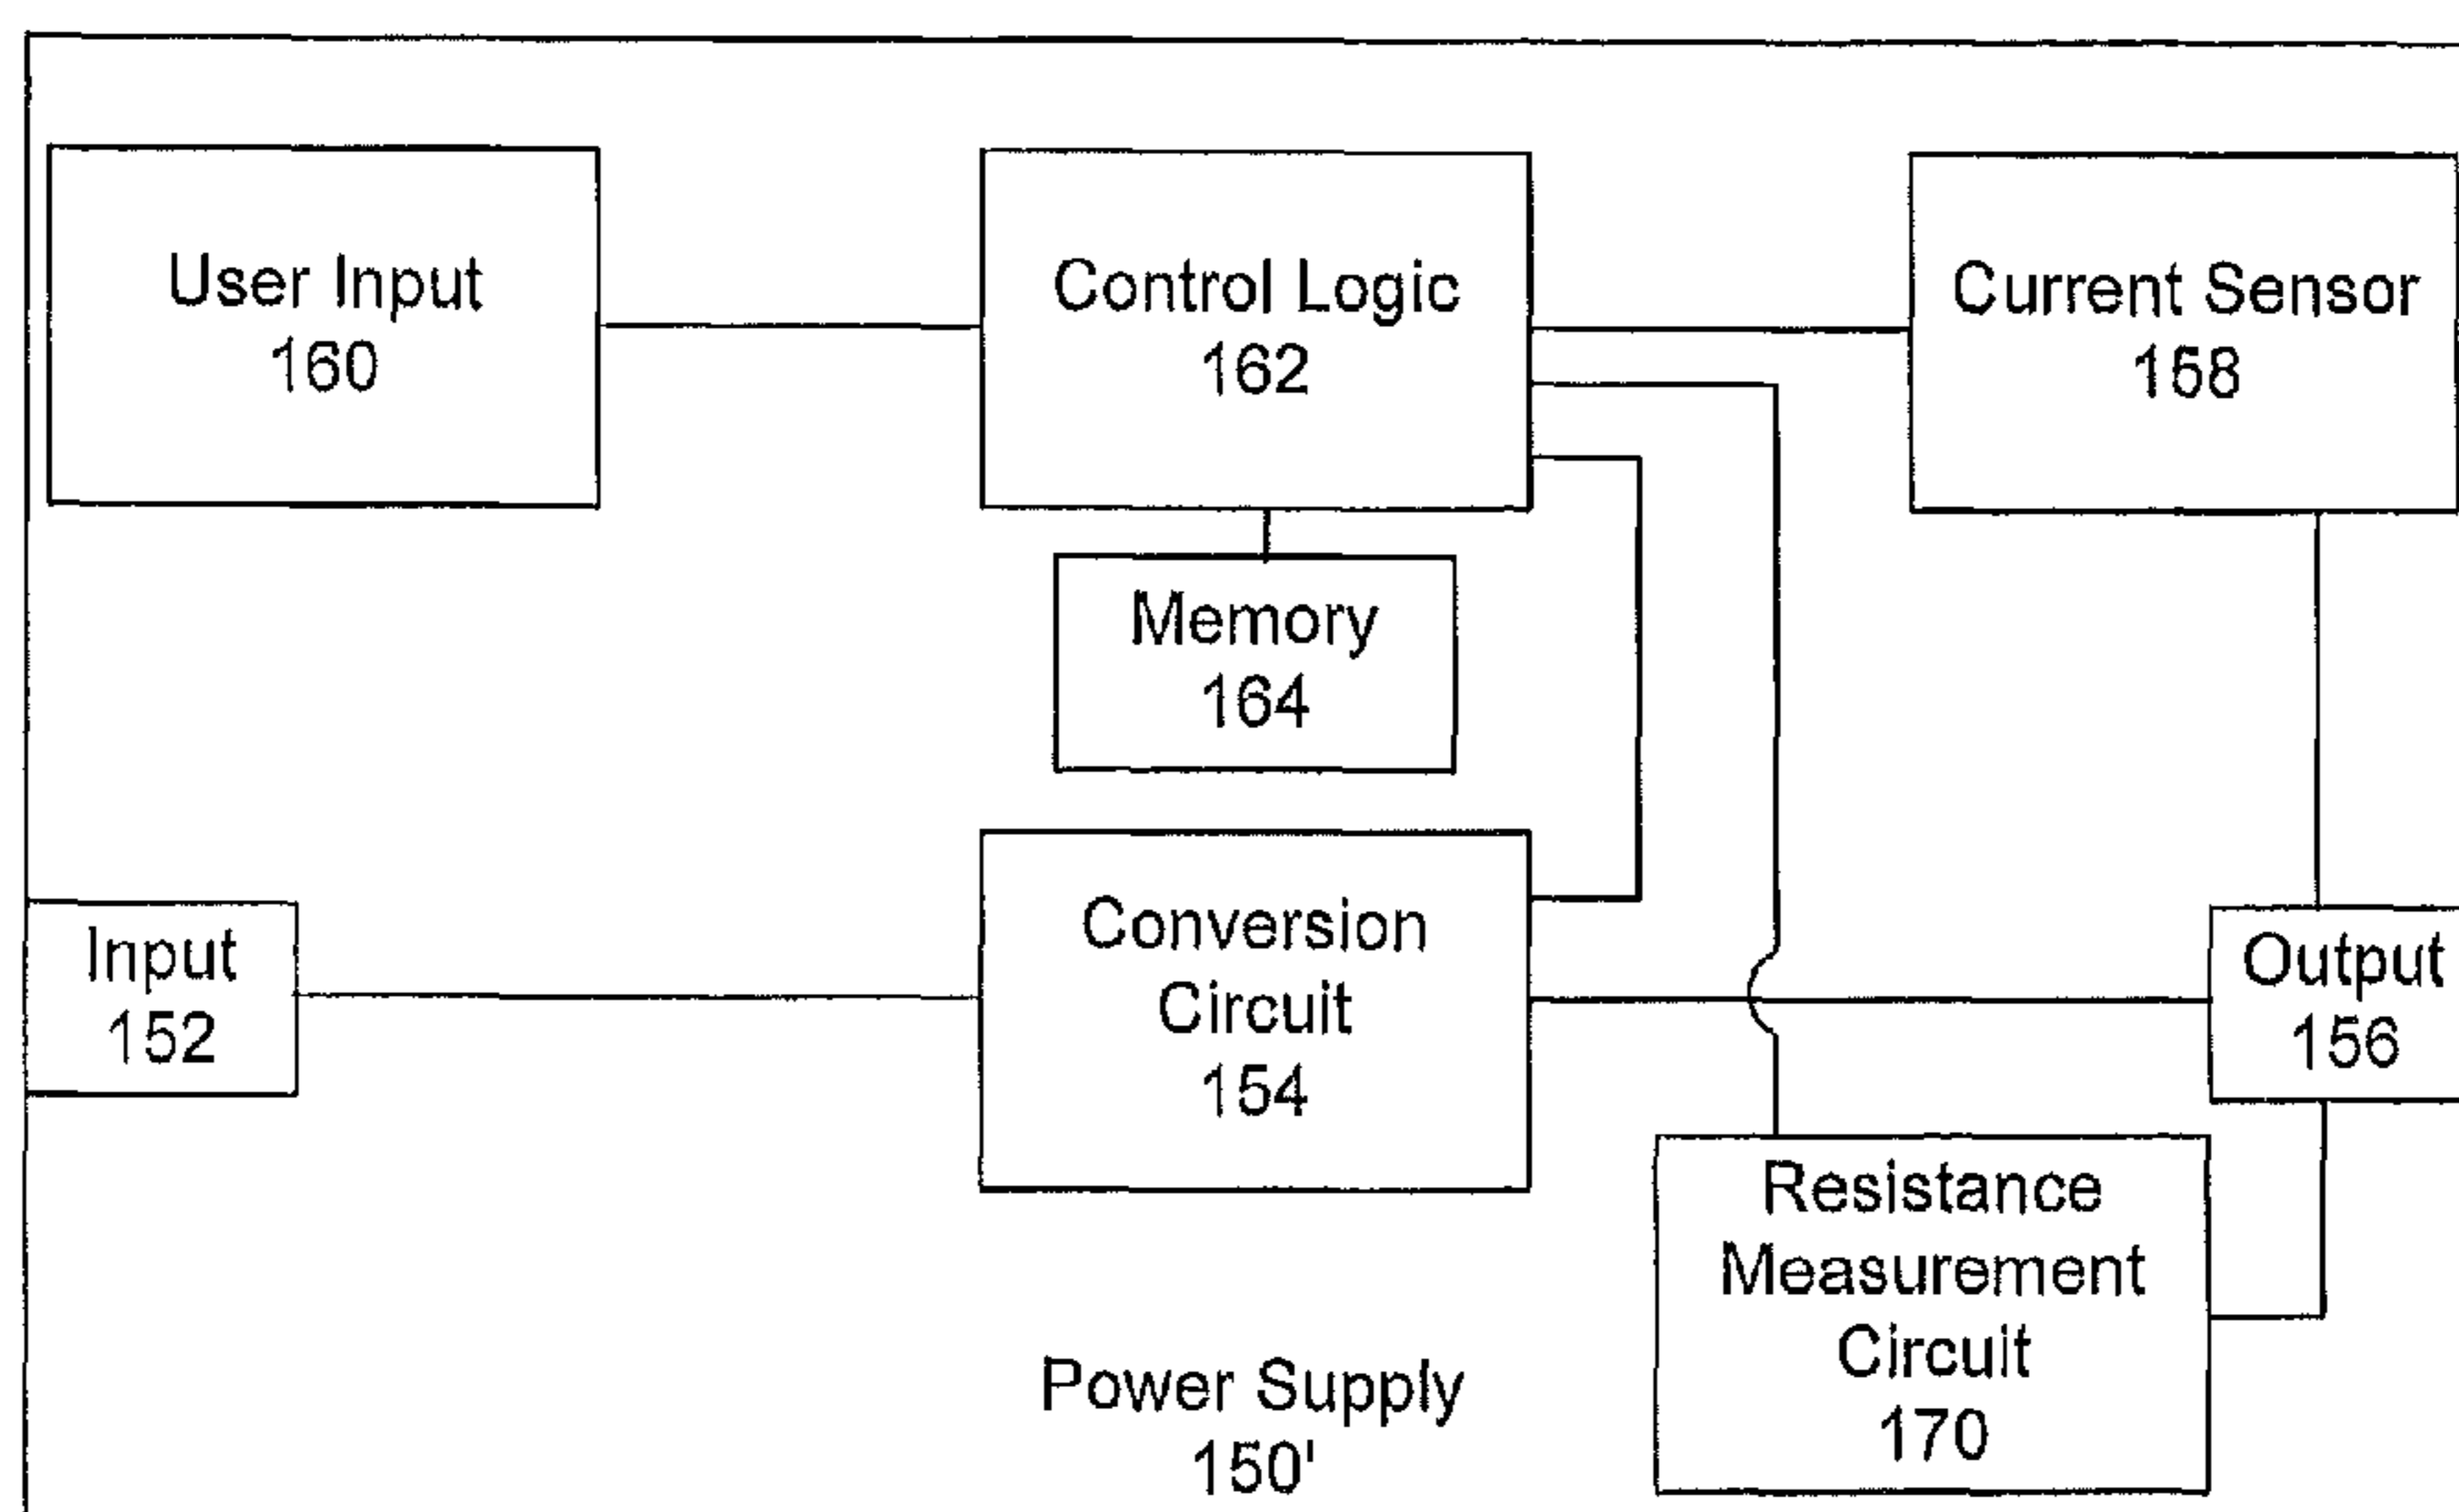 User Input
160
Control Logic
162
Current Sensor
158
Memory
164
Input
152
Conversion
Circuit
154
Output
156
Resistance
Measurement
Circuit
170
Power Supply
150'